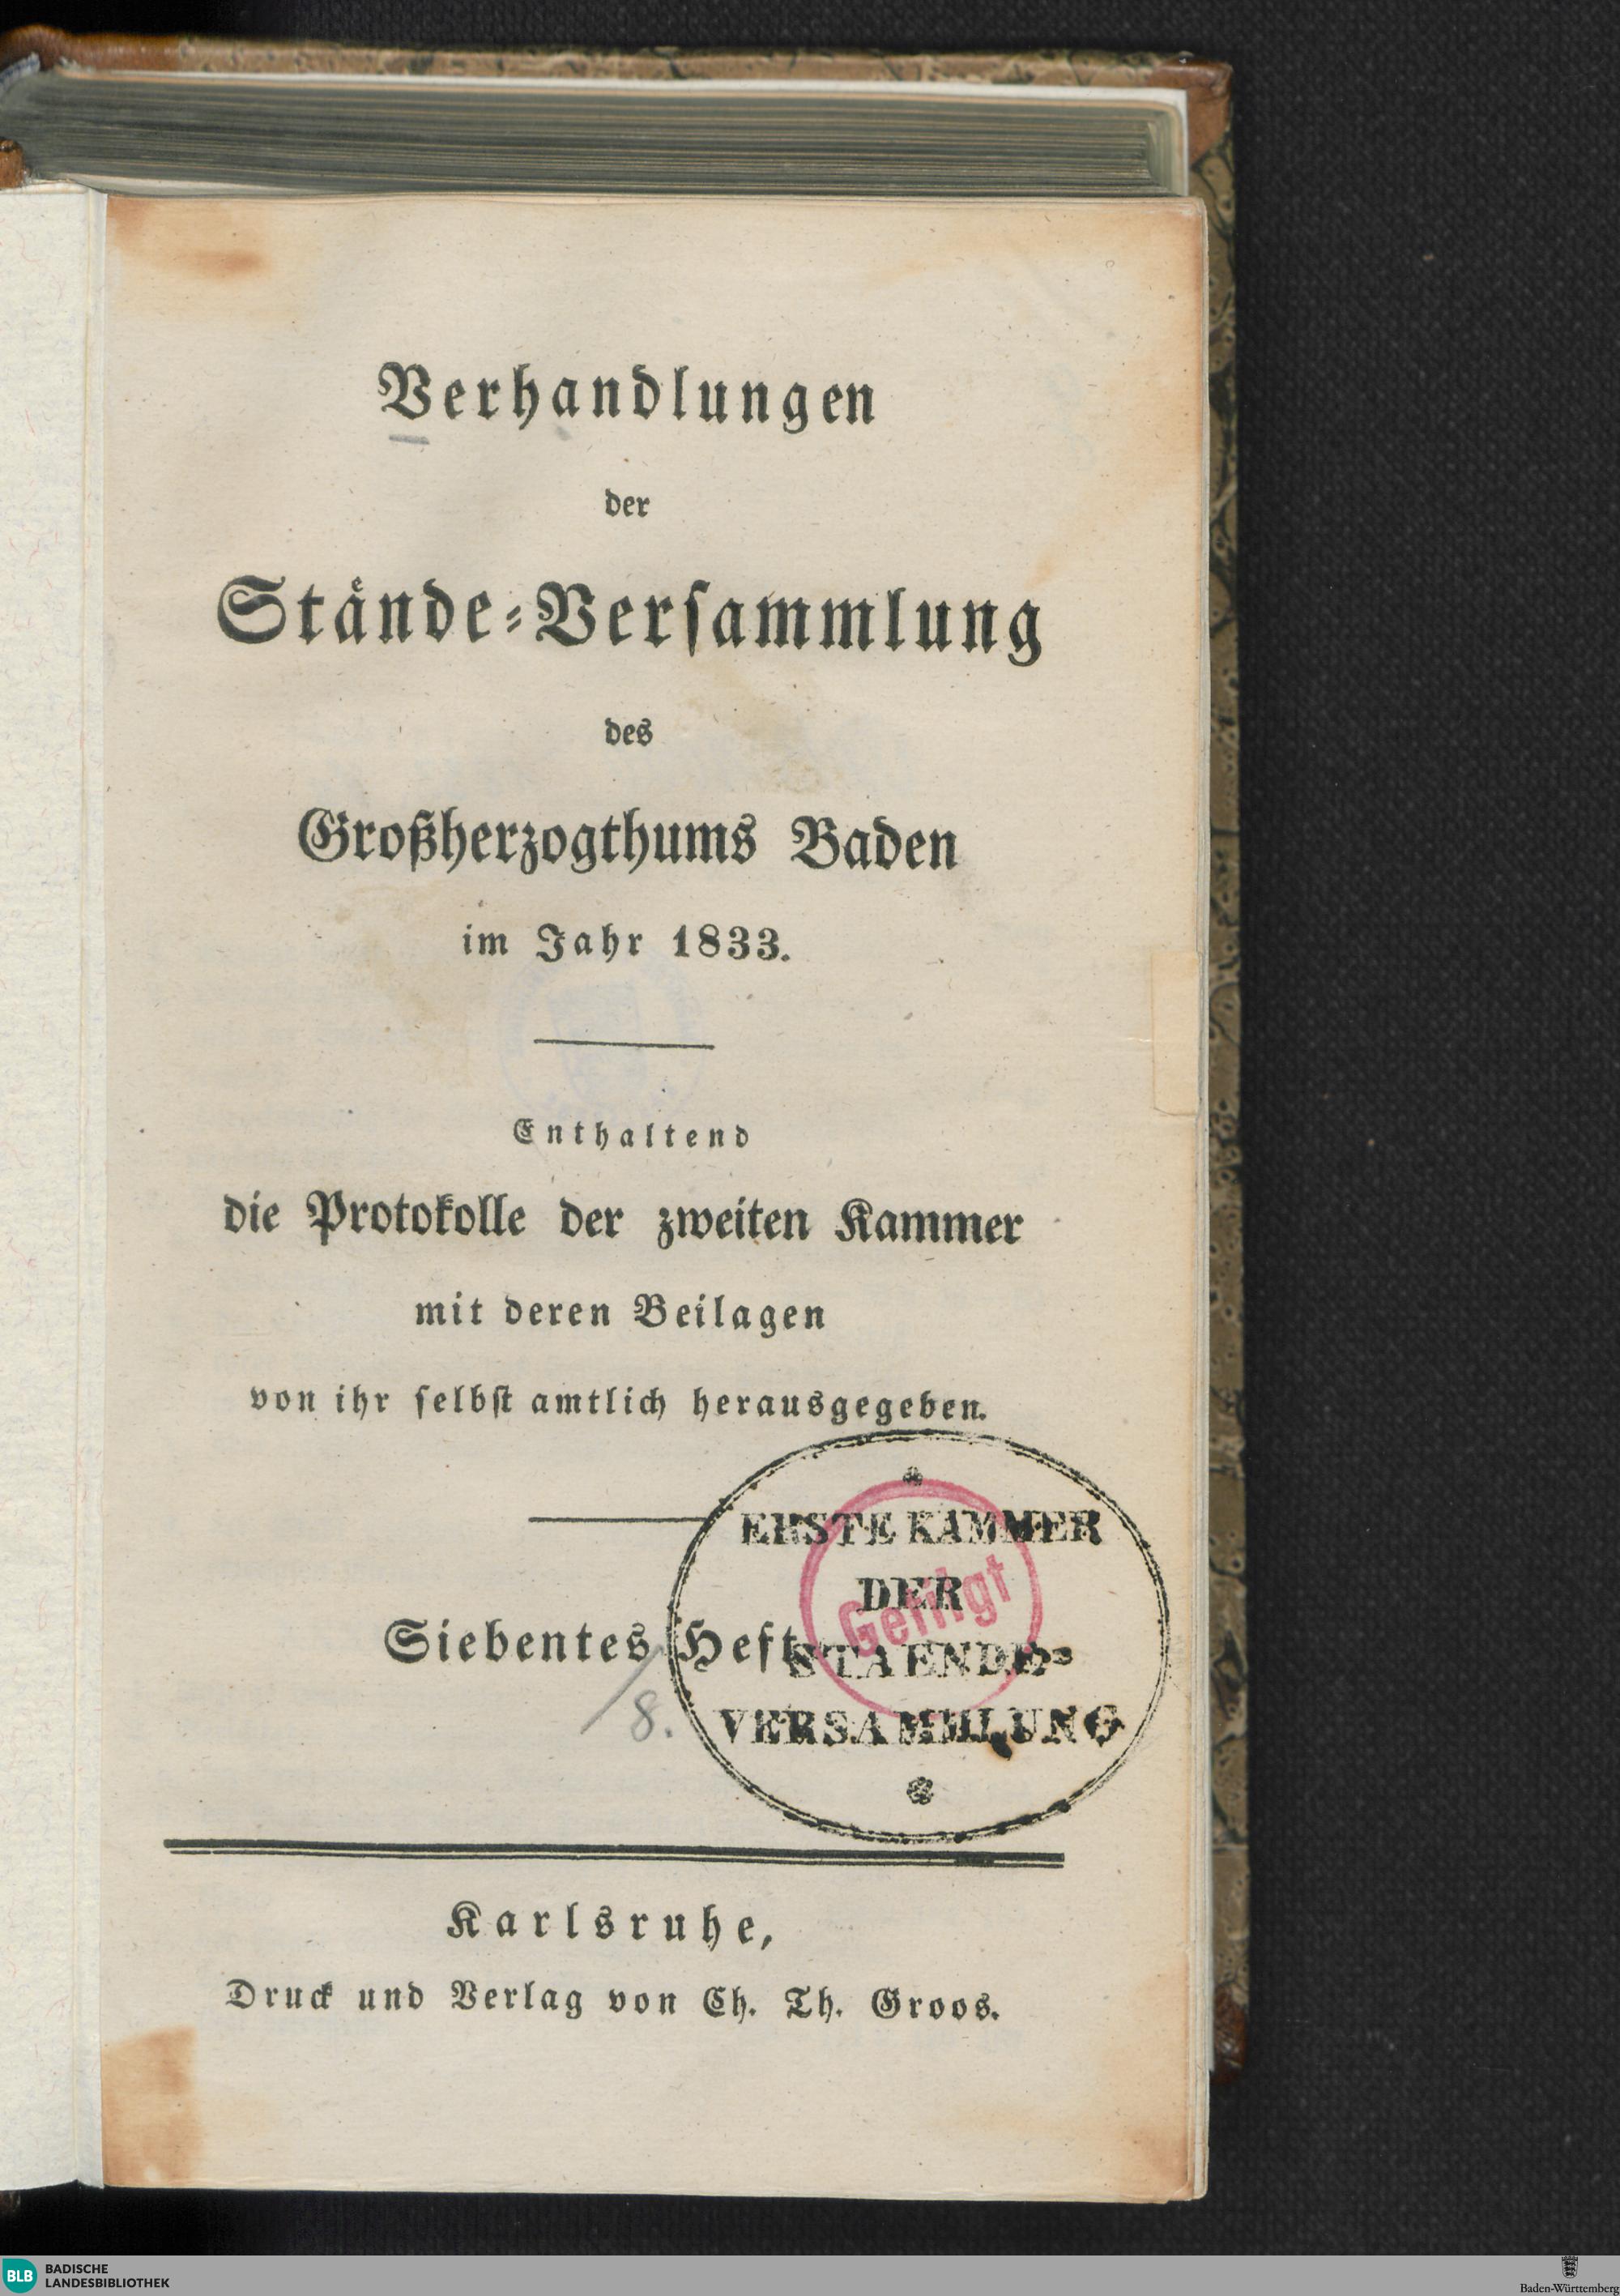 Verhandlungen
der
Stände-Versammlung
des
Großherzogthums Baden
im Jahr 1833.
Enthaltend
die Protokolle der zweiten Kammer
mit deren Beilagen
von ihr selbst amtlich herausgegeben.
ERSTE KAMMER
DER
STAENDE-
VERSAMMLUNG
Getilgt
Siebentes Heft
/8.
Karlsruhe,
Druck und Verlag von Ch. Th. Groos.
BLB BADISCHE
LANDESBIBLIOTHEK
Baden-Württemberg